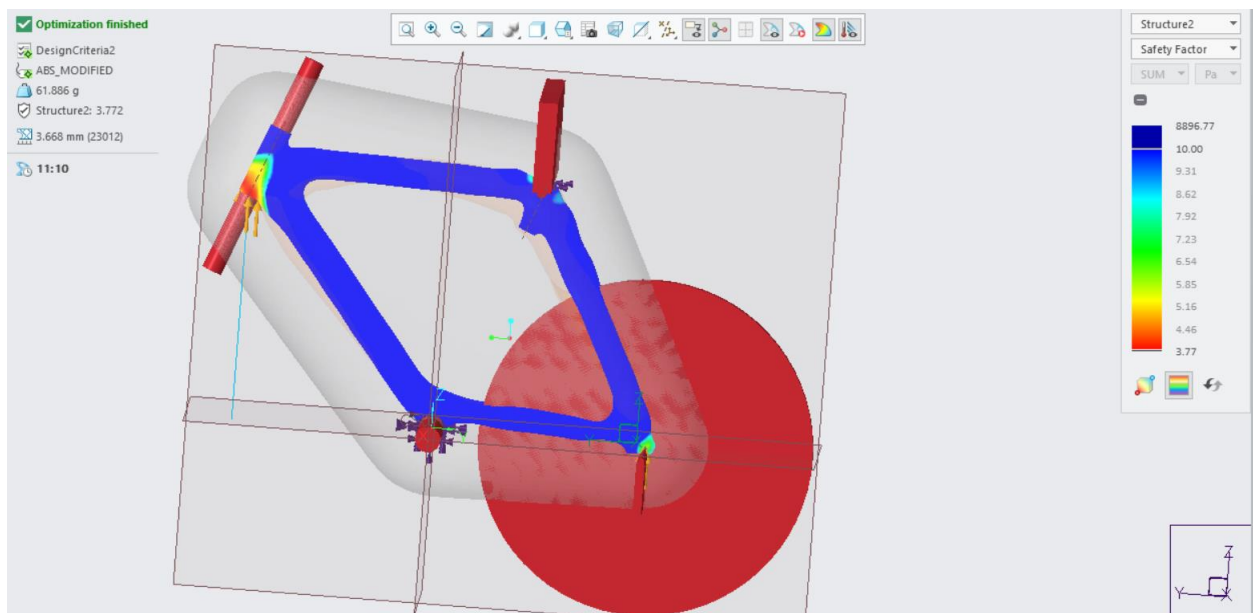 Optimization finished
DesignCriteria2
ABS_MODIFIED
61.886 g
Structure2: 3.772
3.668 mm (23012)
11:10
Structure2
Safety Factor
SUM Pa
8896.77
10.00
9.31
8.62
7.92
7.23
6.54
5.85
5.16
4.46
3.77
Z
Y
Z
Y
X